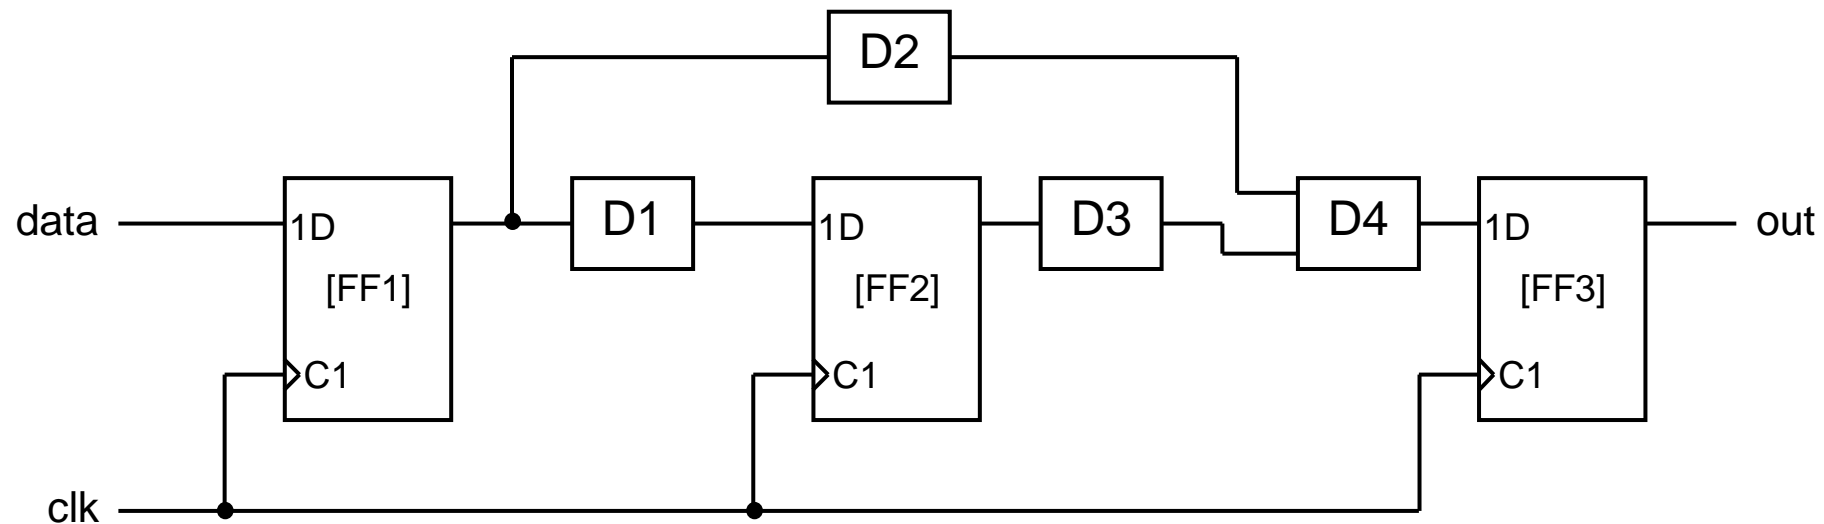 D2
data
1D
D1
1D
D3
D4
1D
out
[FF1]
[FF2]
[FF3]
C1
C1
C1
clk